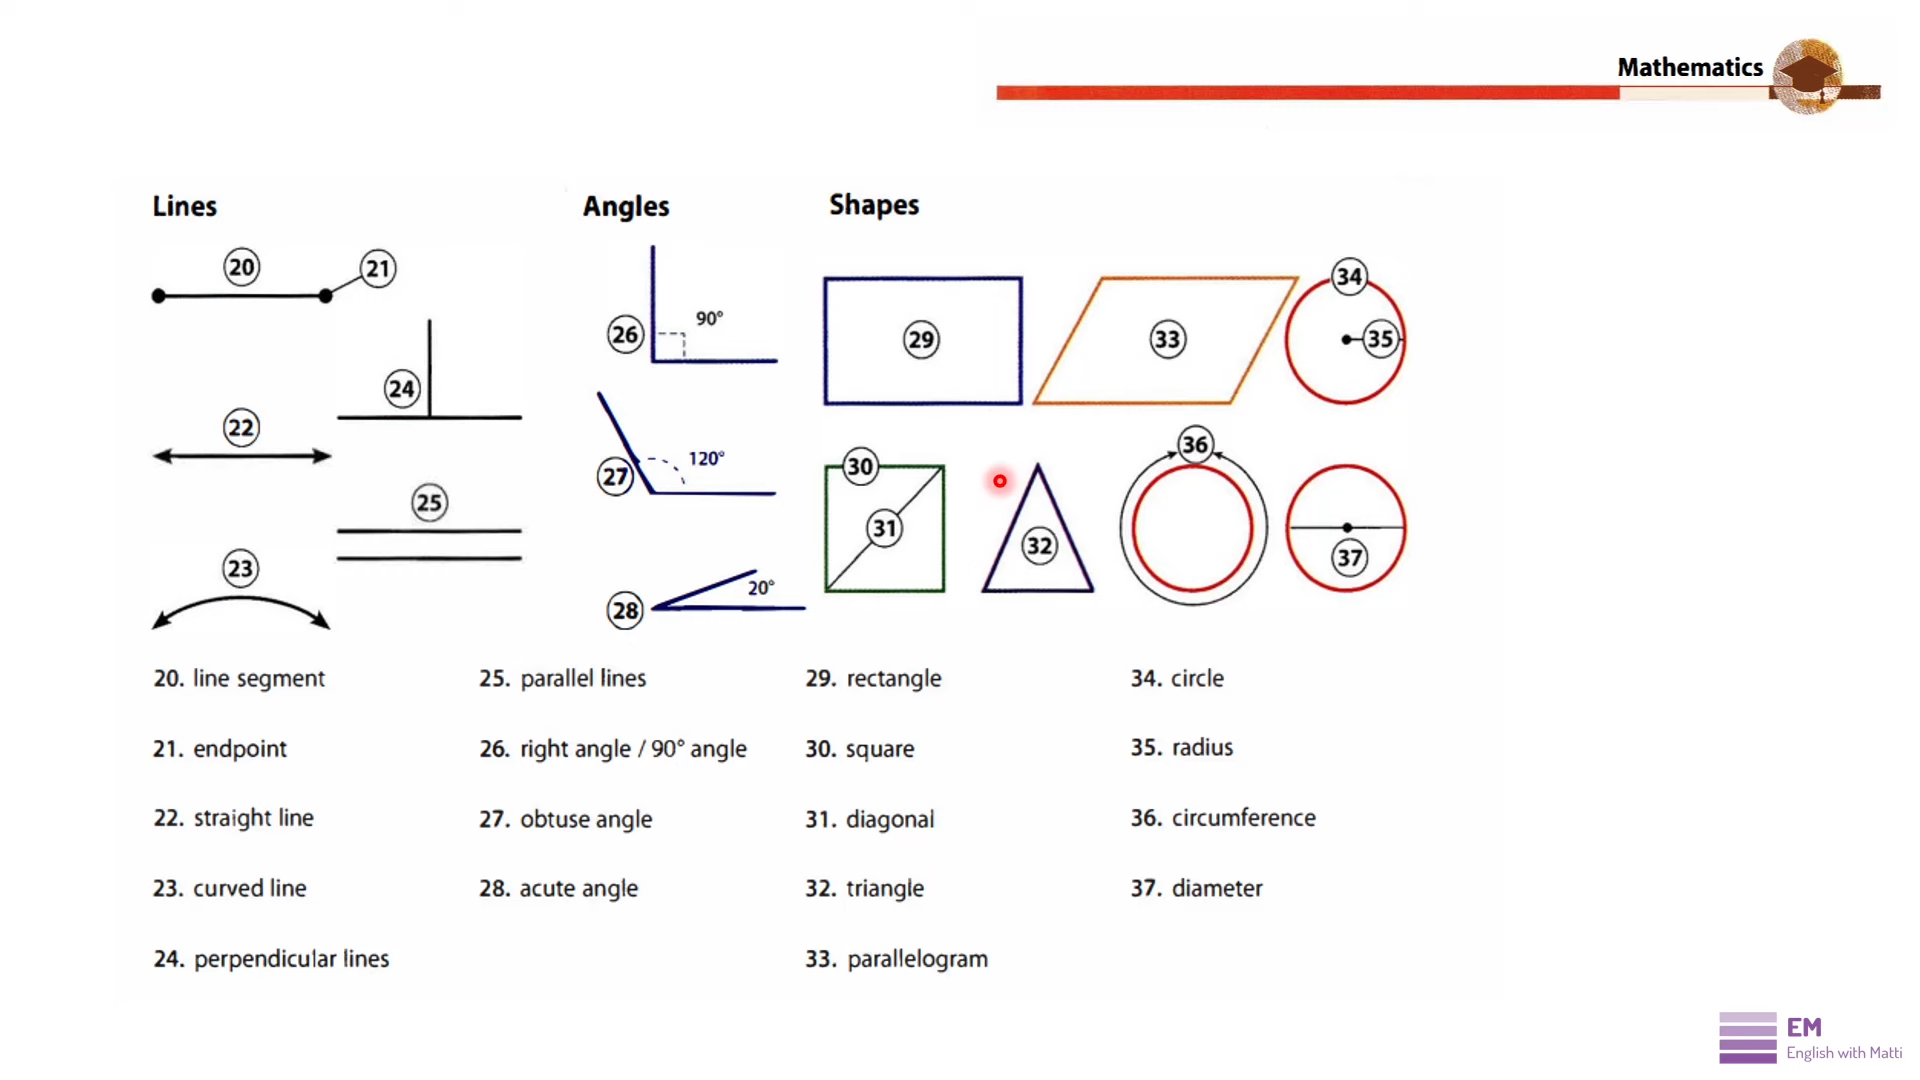 Mathematics
Lines
Angles
Shapes
20
21
22
23
24
25
26
90°
27
120°
28
20°
29
33
34
35
30
31
32
36
37
20. line segment
21. endpoint
22. straight line
23. curved line
24. perpendicular lines
25. parallel lines
26. right angle / 90° angle
27. obtuse angle
28. acute angle
29. rectangle
30. square
31. diagonal
32. triangle
33. parallelogram
34. circle
35. radius
36. circumference
37. diameter
EM
English with Matti